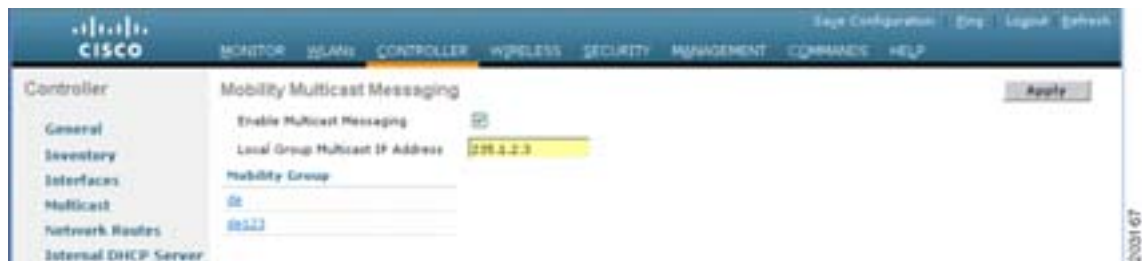 Save Configuration | Ping | Logout | Refresh
CISCO
MONITOR WLANs CONTROLLER WIRELESS SECURITY MANAGEMENT COMMANDS HELP
Controller
General
Inventory
Interfaces
Multicast
Network Routes
Internal DHCP Server
Mobility Multicast Messaging
Apply
Enable Multicast Messaging
Local Group Multicast IP Address
Mobility Group
de
de123